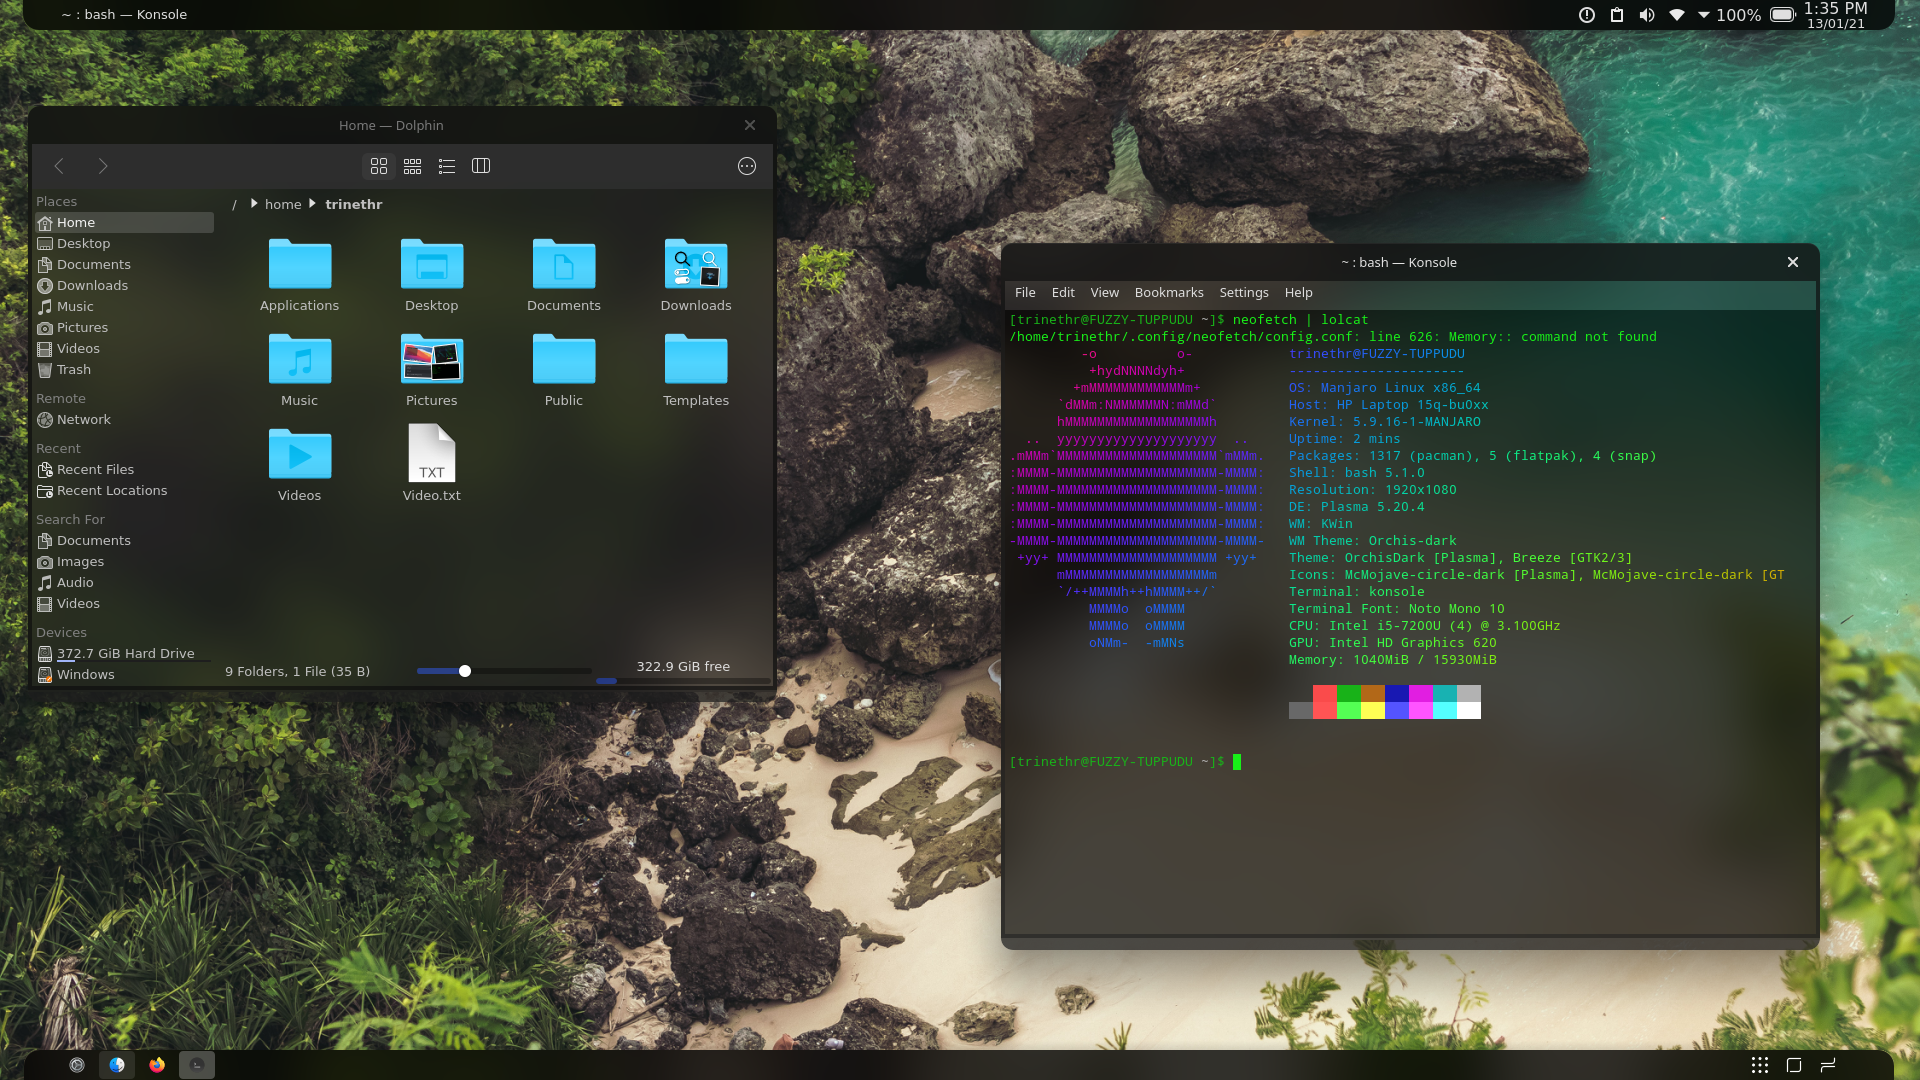 ~ : bash — Konsole
100%
1:35 PM
13/01/21
Home — Dolphin
Places
Home
Desktop
Documents
Downloads
Music
Pictures
Videos
Trash
Remote
Network
Recent
Recent Files
Recent Locations
Search For
Documents
Images
Audio
Videos
Devices
372.7 GiB Hard Drive
Windows
/ home trinethr
Applications Desktop Documents Downloads
Music Pictures Public Templates
TXT
Videos Video.txt
9 Folders, 1 File (35 B)
322.9 GiB free
~ : bash — Konsole
File Edit View Bookmarks Settings Help
[trinethr@FUZZY-TUPPUDU ~]$ neofetch | lolcat
/home/trinethr/.config/neofetch/config.conf: line 626: Memory:: command not found
-o          o-          trinethr@FUZZY-TUPPUDU
+hydNNNNdyh+          ----------------------
+mMMMMMMMMMMMMm+          OS: Manjaro Linux x86_64
`dMMm:NMMMMMMN:mMMd`          Host: HP Laptop 15q-bu0xx
hMMMMMMMMMMMMMMMMMMh          Kernel: 5.9.16-1-MANJARO
..  yyyyyyyyyyyyyyyyyyyy  ..          Uptime: 2 mins
.mMMm`MMMMMMMMMMMMMMMMMMMM`mMMm.          Packages: 1317 (pacman), 5 (flatpak), 4 (snap)
:MMMM-MMMMMMMMMMMMMMMMMMMM-MMMM:          Shell: bash 5.1.0
:MMMM-MMMMMMMMMMMMMMMMMMMM-MMMM:          Resolution: 1920x1080
:MMMM-MMMMMMMMMMMMMMMMMMMM-MMMM:          DE: Plasma 5.20.4
:MMMM-MMMMMMMMMMMMMMMMMMMM-MMMM:          WM: KWin
-MMMM-MMMMMMMMMMMMMMMMMMMM-MMMM-          WM Theme: Orchis-dark
+yy+ MMMMMMMMMMMMMMMMMMMM +yy+          Theme: OrchisDark [Plasma], Breeze [GTK2/3]
mMMMMMMMMMMMMMMMMMMm          Icons: McMojave-circle-dark [Plasma], McMojave-circle-dark [GT
`/++MMMMh++hMMMM++/`          Terminal: konsole
MMMMo  oMMMM          Terminal Font: Noto Mono 10
MMMMo  oMMMM          CPU: Intel i5-7200U (4) @ 3.100GHz
oNMm-  -mMNs          GPU: Intel HD Graphics 620
Memory: 1040MiB / 15930MiB
[trinethr@FUZZY-TUPPUDU ~]$